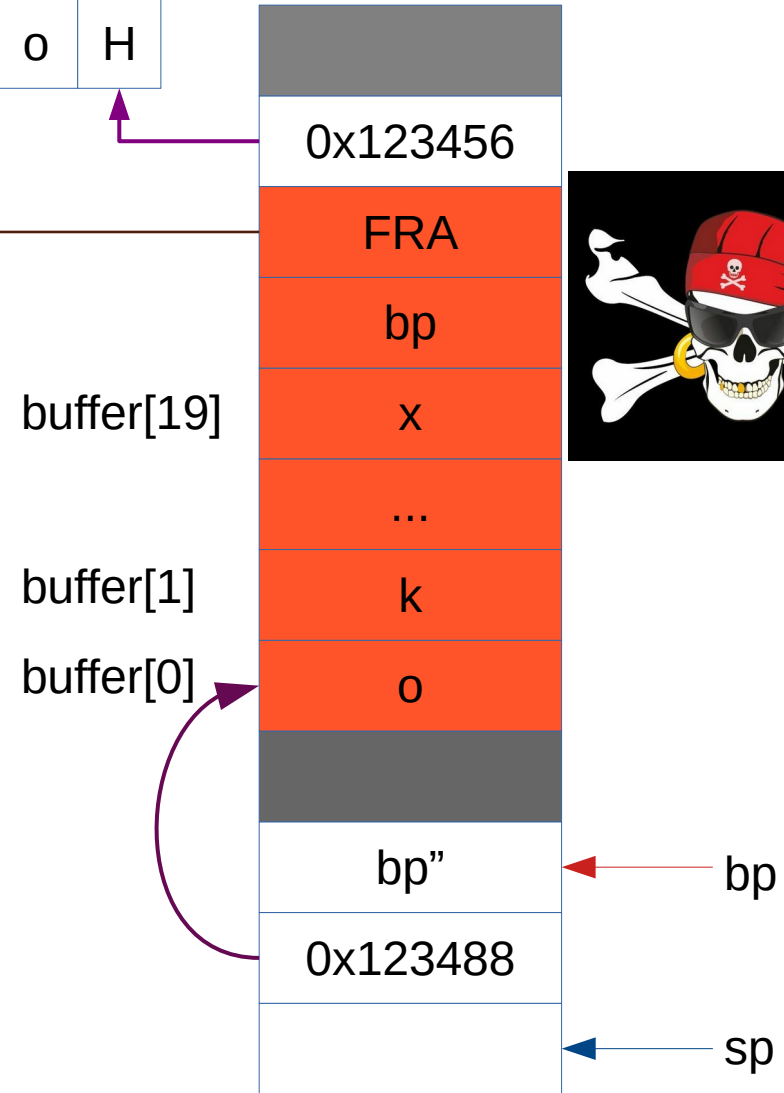 o H
0x123456
FRA
bp
buffer[19] x
...
buffer[1] k
buffer[0] o
bp” bp
0x123488
sp